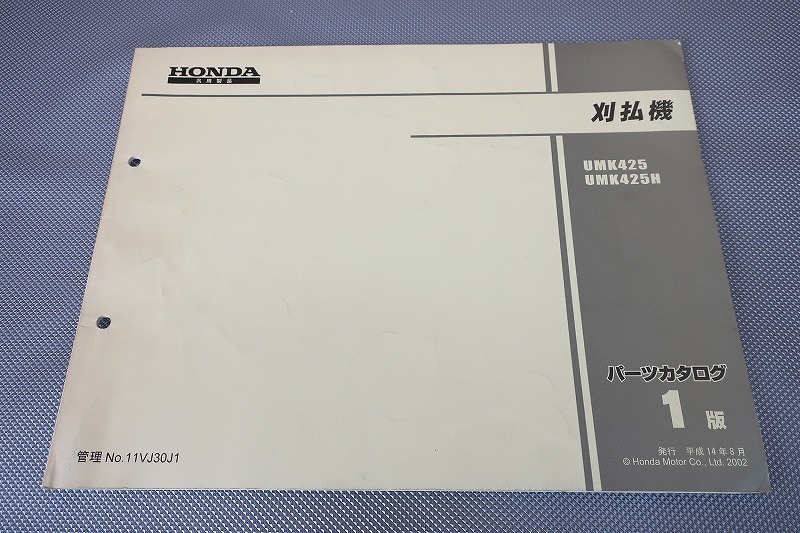 HONDA
汎用製品
刈払機
UMK425
UMK425H
パーツカタログ
1版
管理 No.11VJ30J1
発行 平成14年8月
© Honda Motor Co., Ltd. 2002